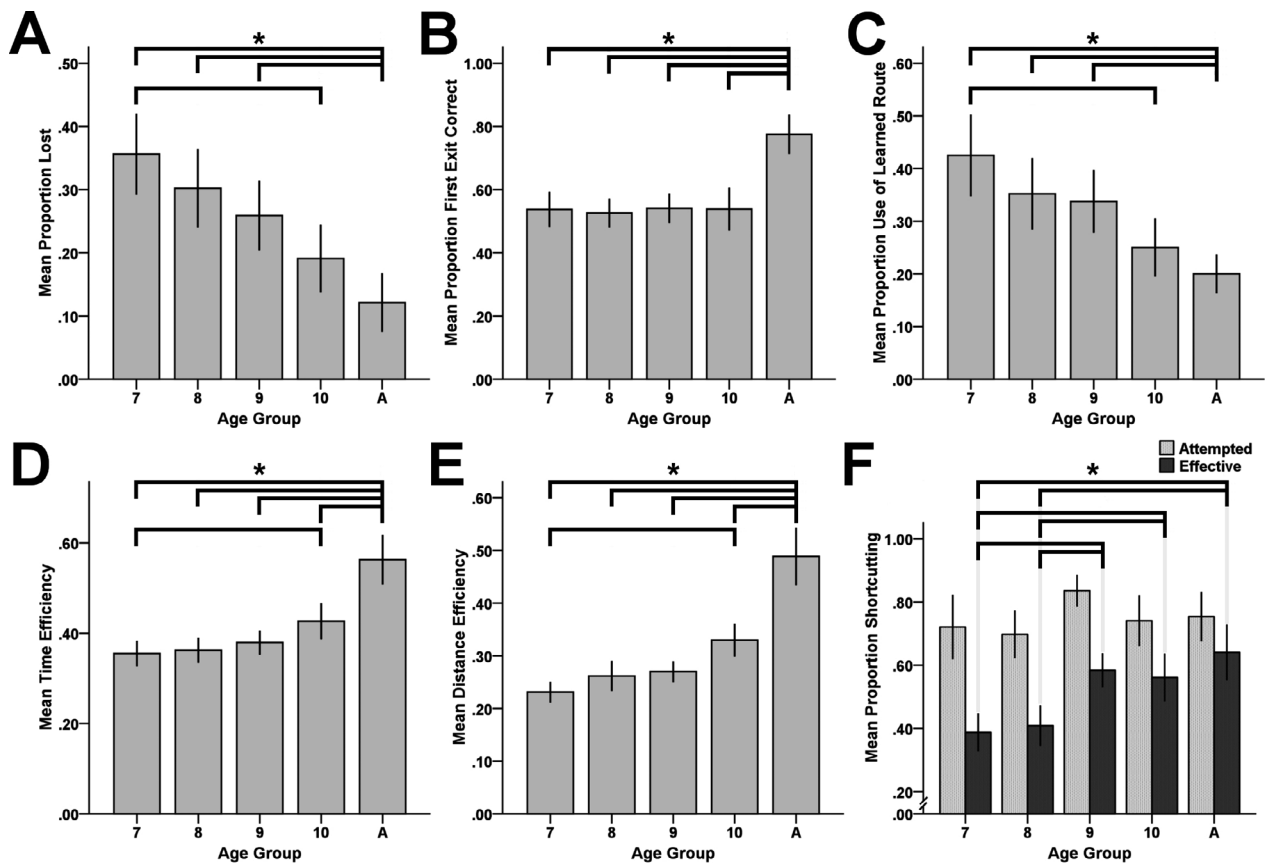 A
*
Mean Proportion Lost
.50
.40
.30
.20
.10
.00
7 8 9 10 A
Age Group
B
*
Mean Proportion First Exit Correct
1.00
.80
.60
.40
.20
.00
7 8 9 10 A
Age Group
C
*
Mean Proportion Use of Learned Route
.60
.50
.40
.30
.20
.10
.00
7 8 9 10 A
Age Group
D
*
Mean Time Efficiency
.60
.40
.20
.00
7 8 9 10 A
Age Group
E
*
Mean Distance Efficiency
.60
.50
.40
.30
.20
.10
.00
7 8 9 10 A
Age Group
F
Attempted
Effective
*
Mean Proportion Shortcutting
1.00
.80
.60
.40
.20
.00
7 8 9 10 A
Age Group